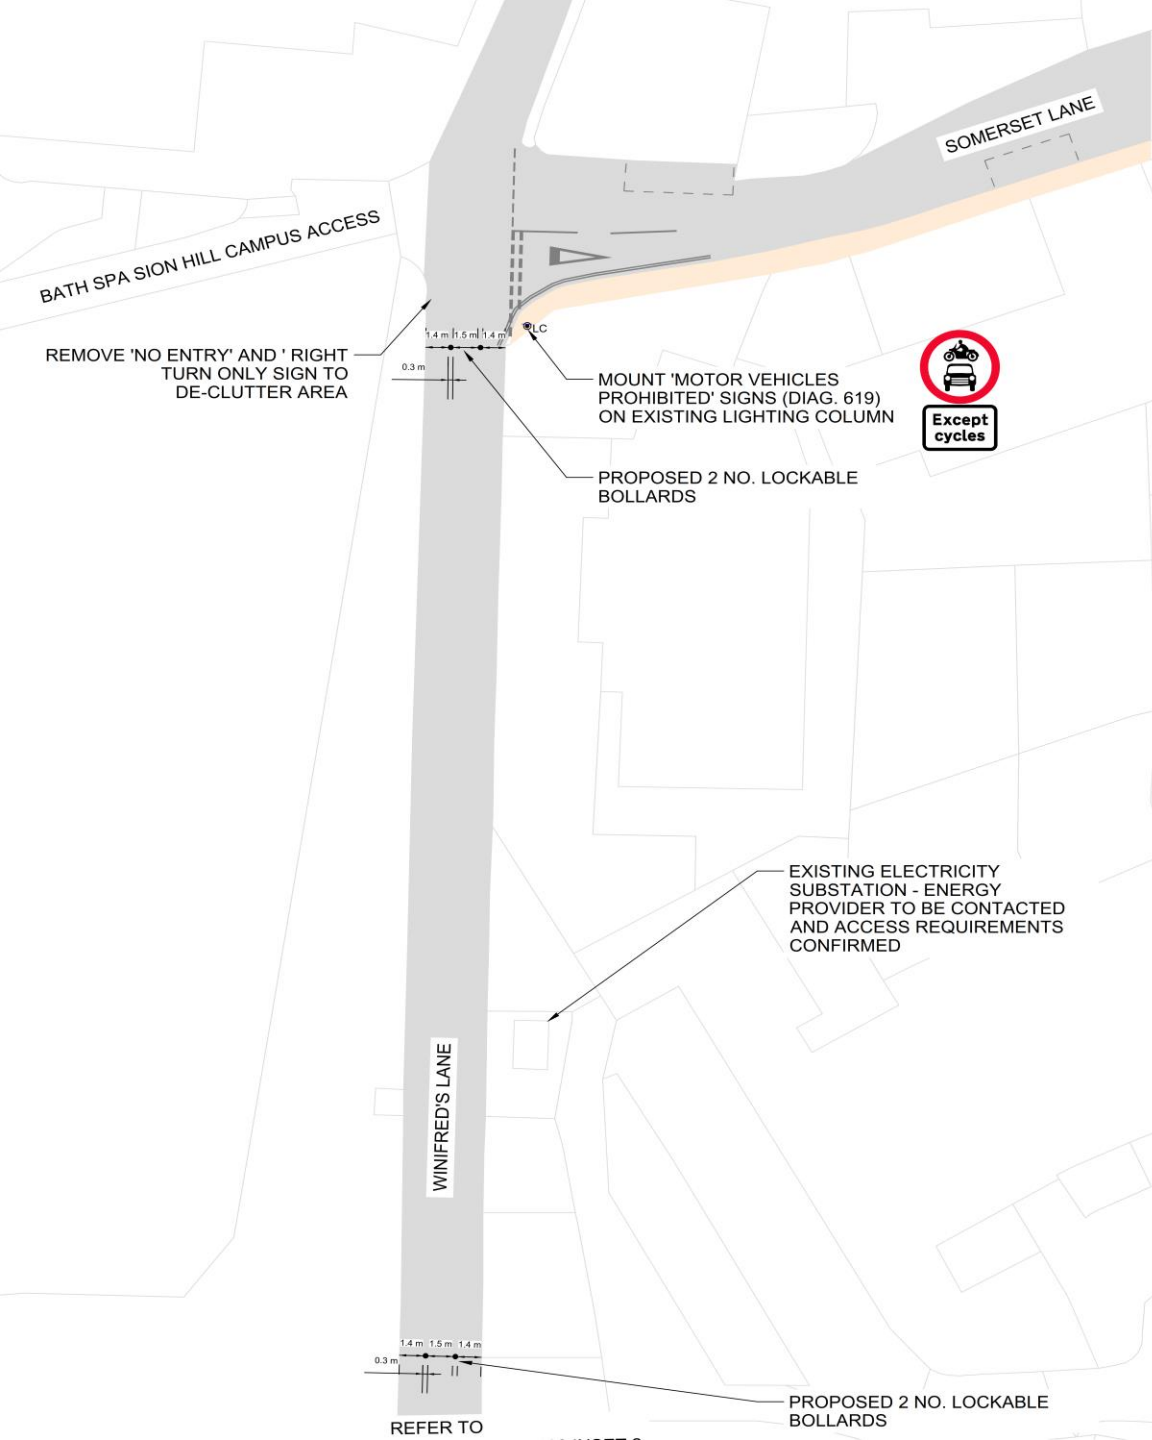 SOMERSET LANE
BATH SPA SION HILL CAMPUS ACCESS
1.4 m 1.5 m 1.4 m
LC
REMOVE 'NO ENTRY' AND ' RIGHT
TURN ONLY SIGN TO
DE-CLUTTER AREA
0.3 m
MOUNT 'MOTOR VEHICLES
PROHIBITED' SIGNS (DIAG. 619)
ON EXISTING LIGHTING COLUMN
Except
cycles
PROPOSED 2 NO. LOCKABLE
BOLLARDS
EXISTING ELECTRICITY
SUBSTATION - ENERGY
PROVIDER TO BE CONTACTED
AND ACCESS REQUIREMENTS
CONFIRMED
WINIFRED'S LANE
1.4 m 1.5 m 1.4 m
0.3 m
PROPOSED 2 NO. LOCKABLE
BOLLARDS
REFER TO